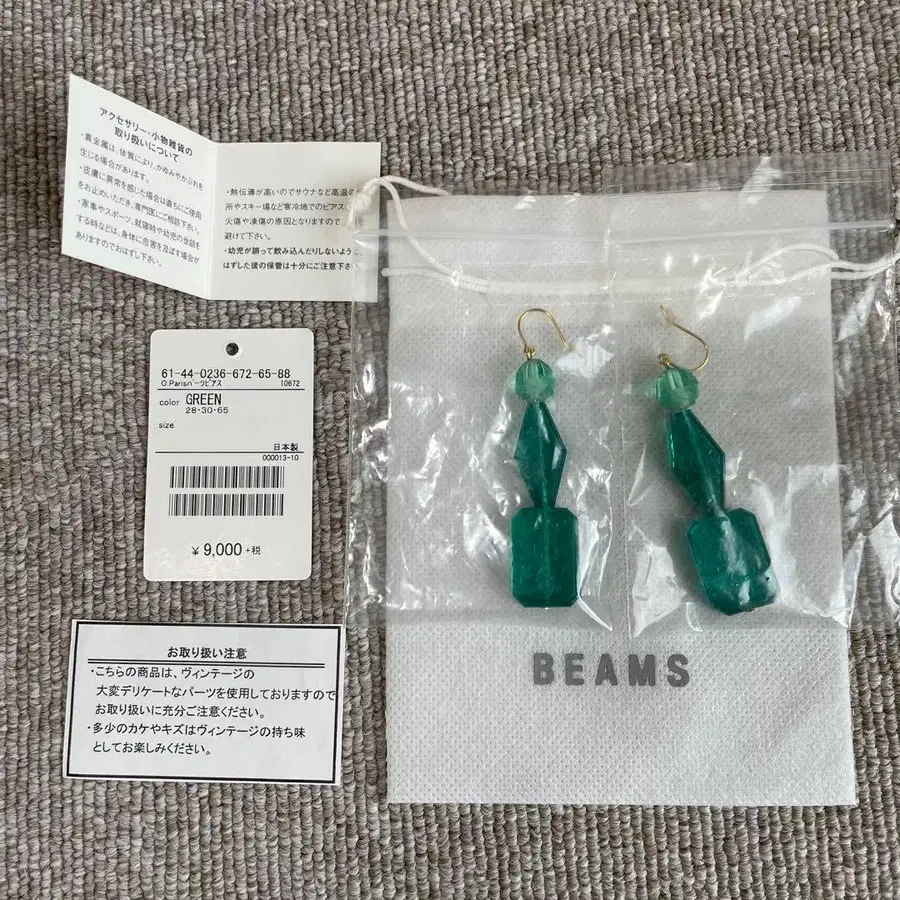 アクセサリー・小物雑貨の
取り扱いについて
・貴金属は、体質により、かゆみやかぶれを
生じる場合があります。
・皮膚に異常を感じた場合は直ちにご使用
をお止めいただき、専門医にご相談下さい。
・家事やスポーツ、就寝時や幼児の世話を
する時などは、身体に危害を及ぼす場合が
ありますのでおはずし下さい。
・熱伝導が高いのでサウナなど高温の
所やスキー場など寒冷地でのピアスは
火傷や凍傷の原因となりますので
避けて下さい。
・幼児が誤って飲み込んだりしないよう、
はずした後の保管は十分にご注意下さ
61-44-0236-672-65-88
O.Parisパーツピアス 10672
color GREEN
28・30・65
size
日本製
000013-10
¥ 9,000 +税
お取り扱い注意
・こちらの商品は、ヴィンテージの
大変デリケートなパーツを使用しておりますので
お取り扱いに充分ご注意ください。
・多少のカケやキズはヴィンテージの持ち味
としてお楽しみください。
BEAMS